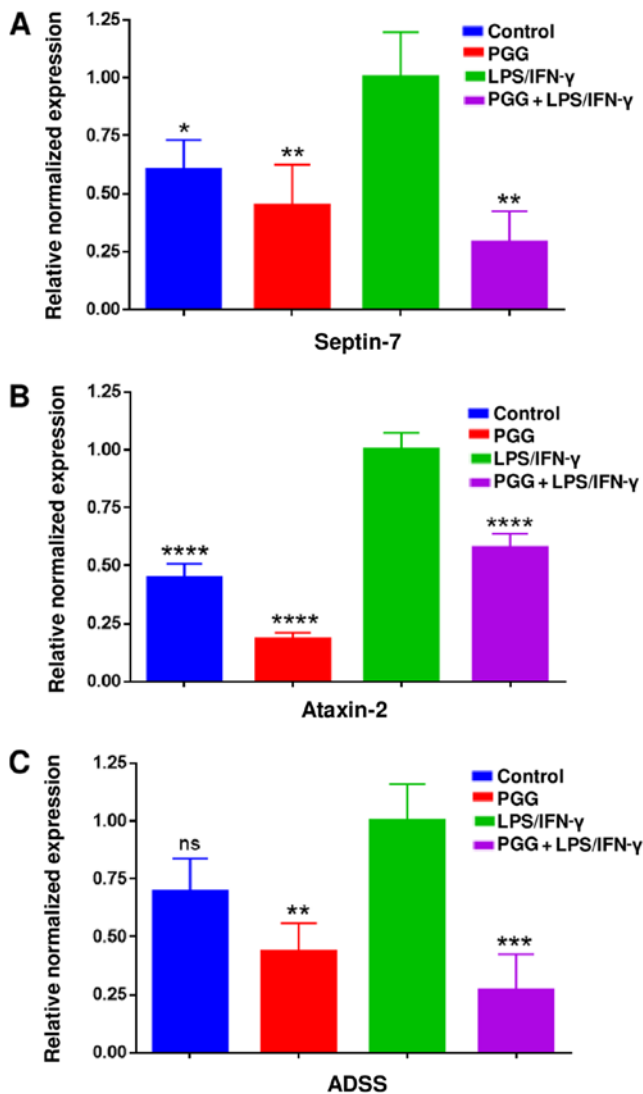 A
Relative normalized expression
1.25
1.00
0.75
0.50
0.25
0.00
*
**
**
Control
PGG
LPS/IFN-γ
PGG + LPS/IFN-γ
Septin-7
B
Relative normalized expression
1.25
1.00
0.75
0.50
0.25
0.00
****
****
****
Control
PGG
LPS/IFN-γ
PGG + LPS/IFN-γ
Ataxin-2
C
Relative normalized expression
1.25
1.00
0.75
0.50
0.25
0.00
ns
**
***
Control
PGG
LPS/IFN-γ
PGG + LPS/IFN-γ
ADSS